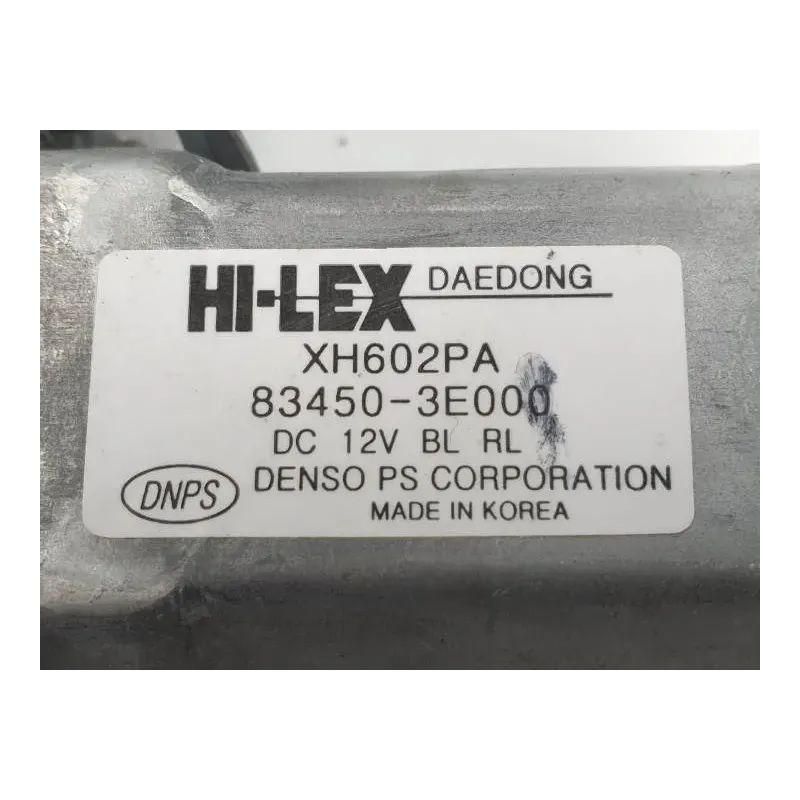 HI-LEX DAEDONG
XH602PA
83450-3E000
DC 12V BL RL
DNPS DENSO PS CORPORATION
MADE IN KOREA